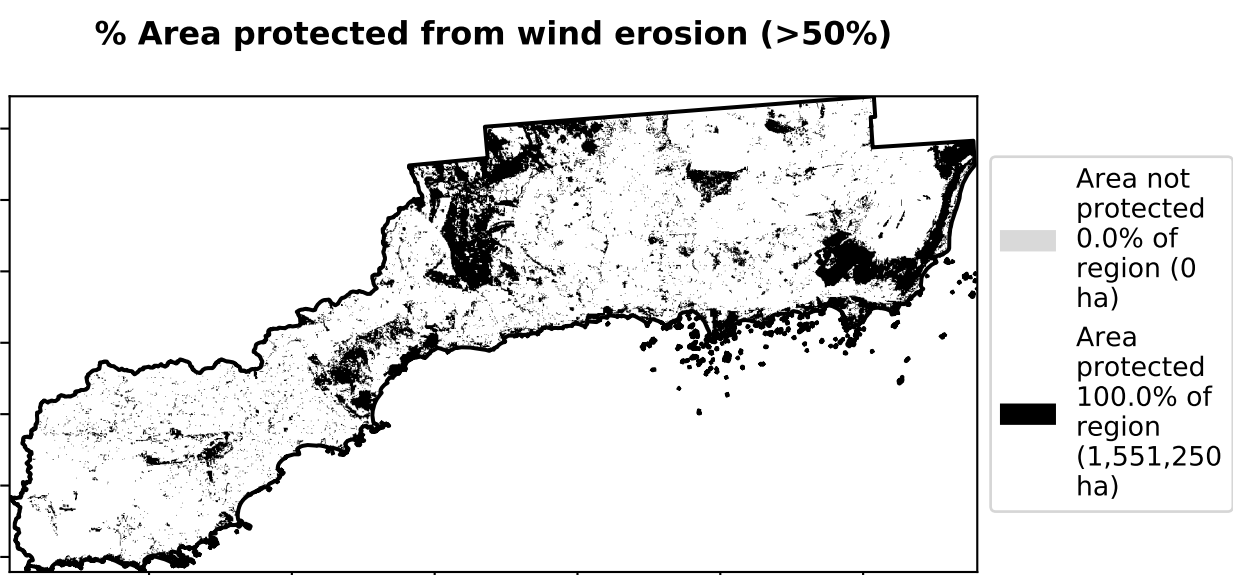 % Area protected from wind erosion (>50%)
Area not
protected
0.0% of
region (0
ha)
Area
protected
100.0% of
region
(1,551,250
ha)